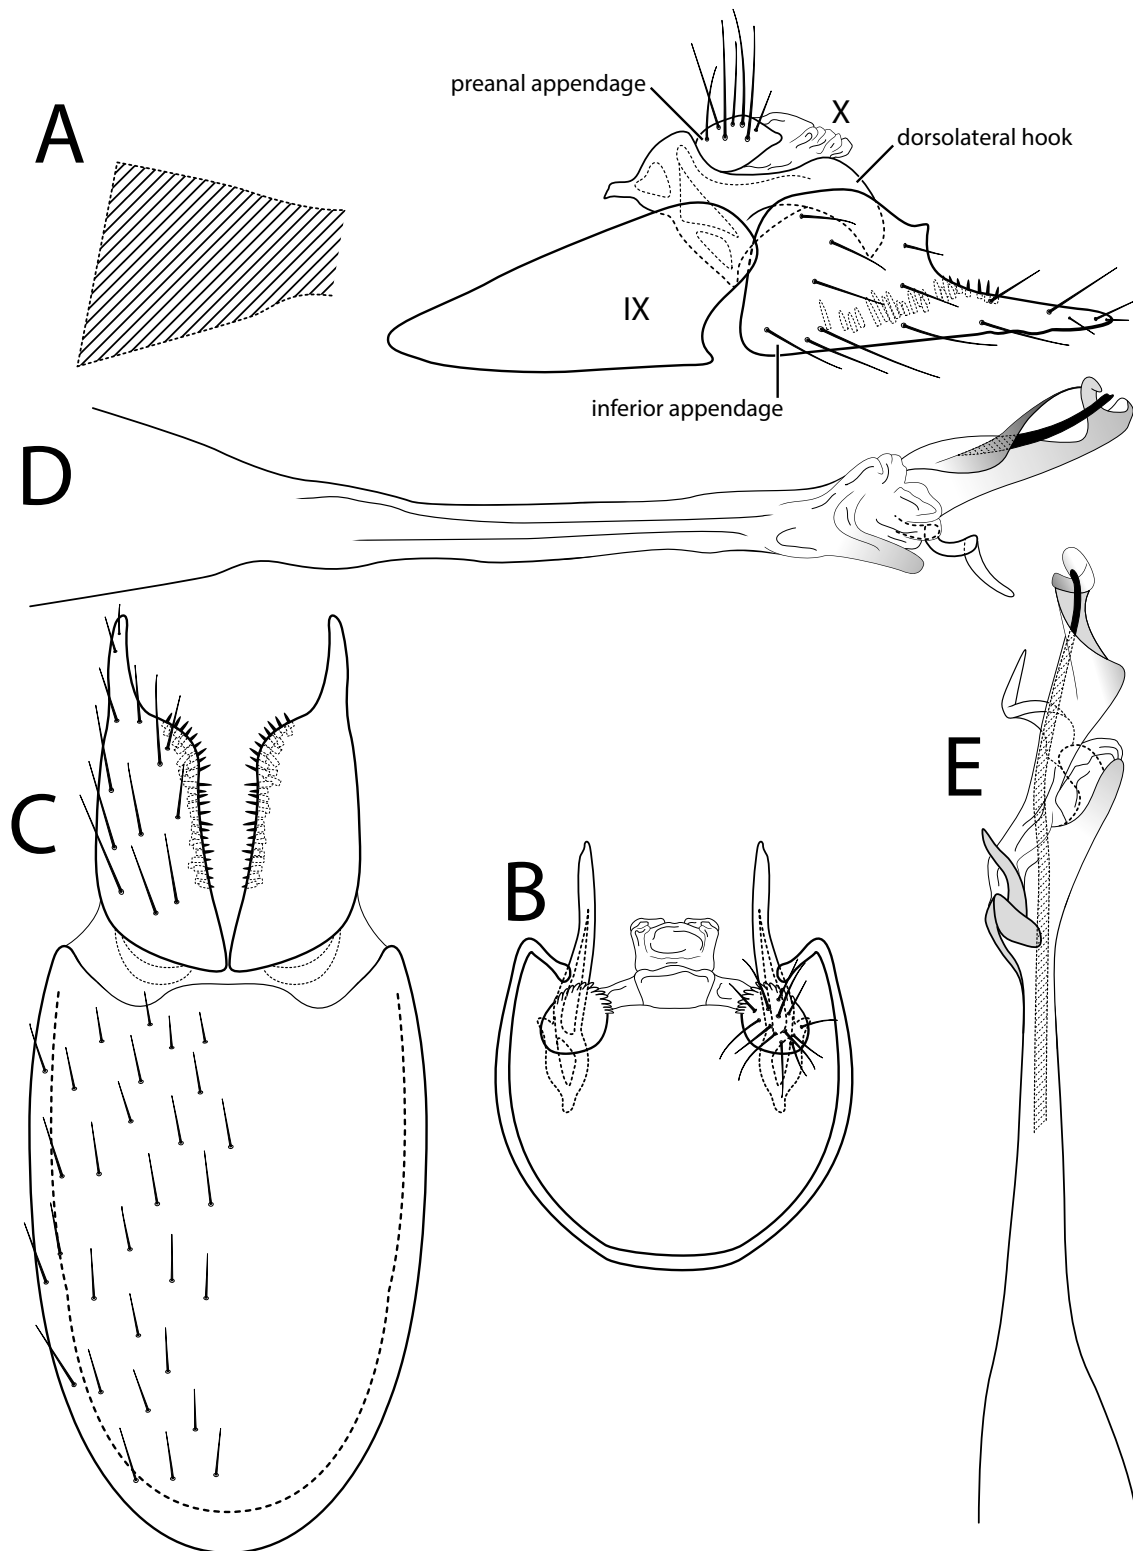 A
preanal appendage
X
dorsolateral hook
IX
inferior appendage
D
C
B
E